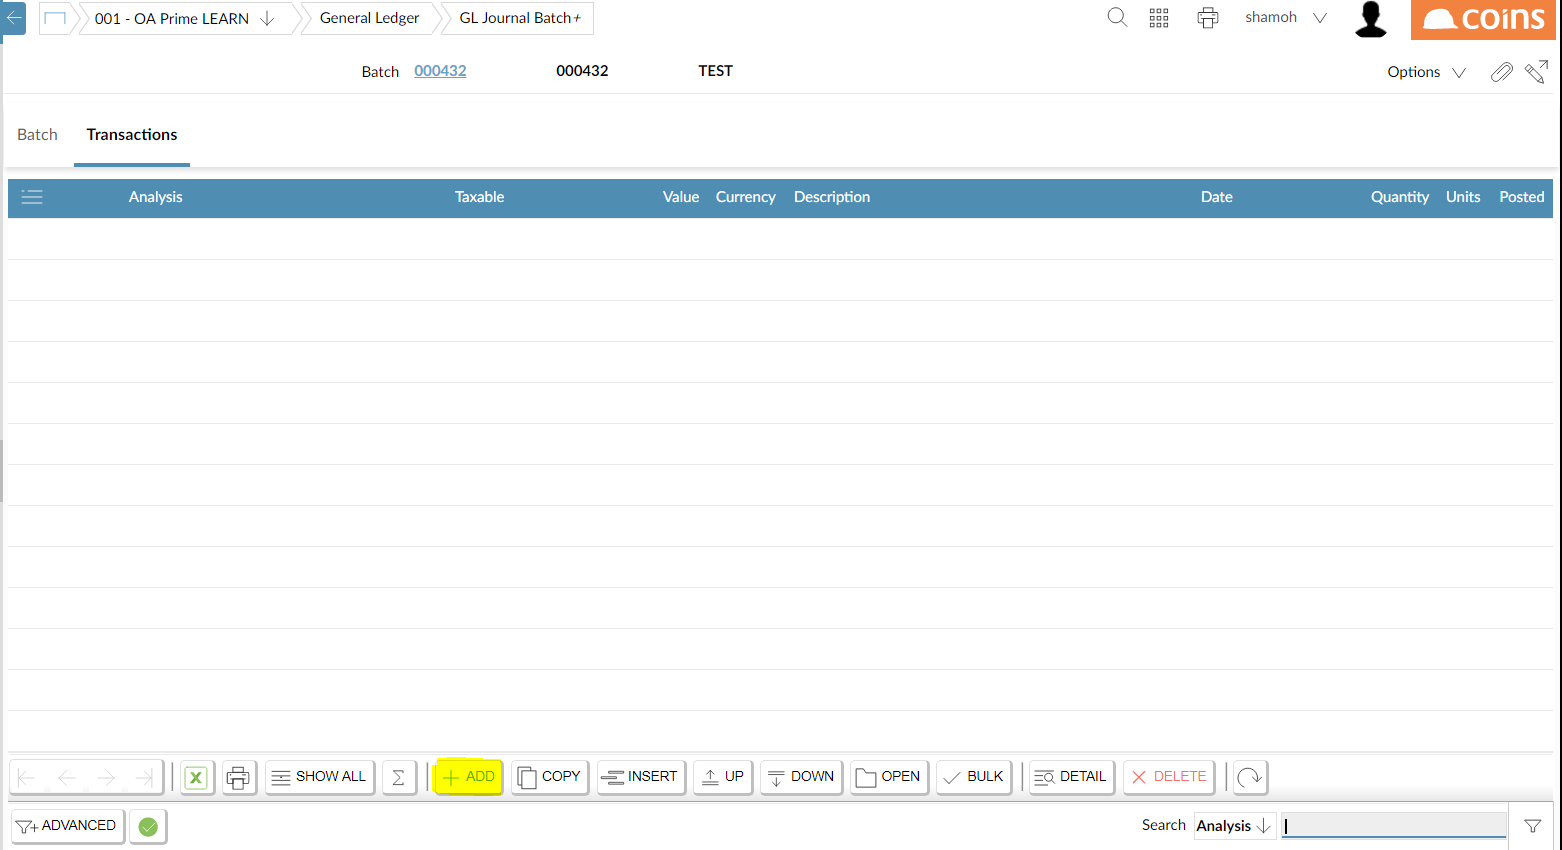 001 - OA Prime LEARN General Ledger GL Journal Batch+ shamoh coins
Batch 000432 000432 TEST Options
Batch Transactions
Analysis Taxable Value Currency Description Date Quantity Units Posted
SHOW ALL ADD COPY INSERT UP DOWN OPEN BULK DETAIL DELETE
ADVANCED Search Analysis